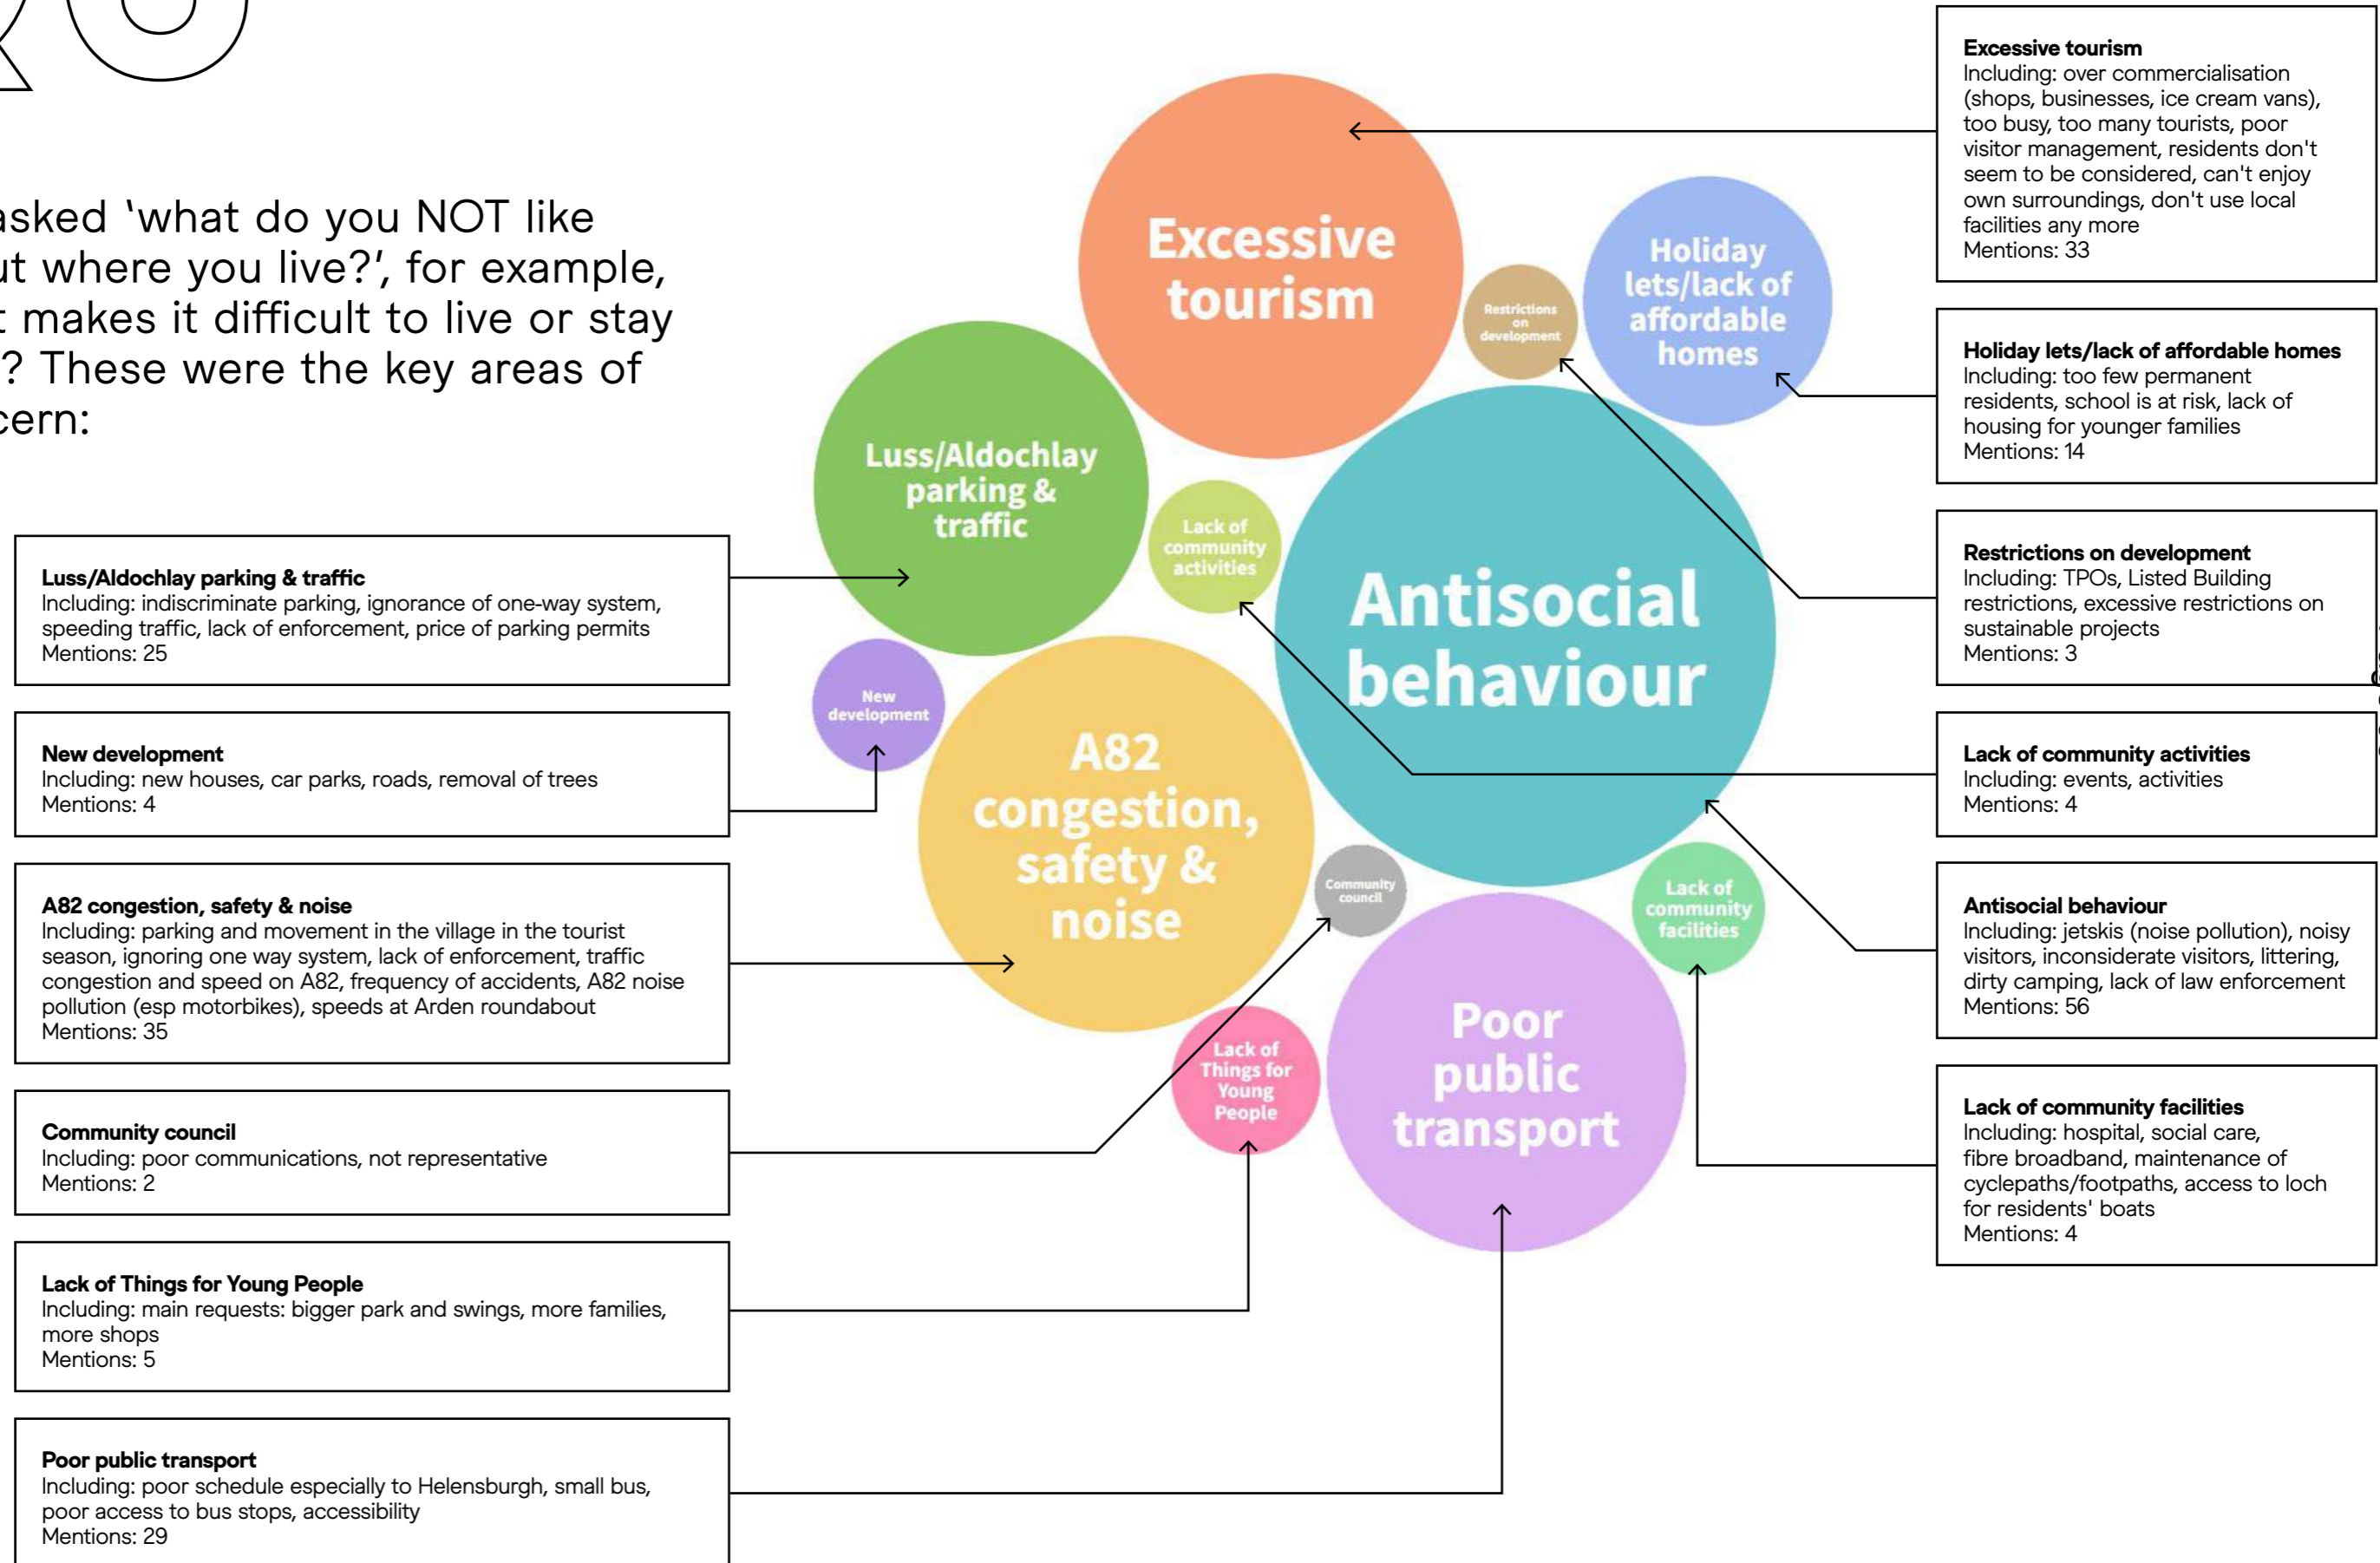 asked ‘what do you NOT like
ut where you live?’, for example,
t makes it difficult to live or stay
? These were the key areas of
cern:
Luss/Aldochlay parking & traffic
Including: indiscriminate parking, ignorance of one-way system,
speeding traffic, lack of enforcement, price of parking permits
Mentions: 25
New development
Including: new houses, car parks, roads, removal of trees
Mentions: 4
A82 congestion, safety & noise
Including: parking and movement in the village in the tourist
season, ignoring one way system, lack of enforcement, traffic
congestion and speed on A82, frequency of accidents, A82 noise
pollution (esp motorbikes), speeds at Arden roundabout
Mentions: 35
Community council
Including: poor communications, not representative
Mentions: 2
Lack of Things for Young People
Including: main requests: bigger park and swings, more families,
more shops
Mentions: 5
Poor public transport
Including: poor schedule especially to Helensburgh, small bus,
poor access to bus stops, accessibility
Mentions: 29
Excessive
tourism
Restrictions
on
development
Holiday
lets/lack of
affordable
homes
Luss/Aldochlay
parking &
traffic
Lack of
community
activities
Antisocial
behaviour
New
development
A82
congestion,
safety &
noise
Community
council
Lack of
community
facilities
Lack of
Things for
Young
People
Poor
public
transport
Excessive tourism
Including: over commercialisation
(shops, businesses, ice cream vans),
too busy, too many tourists, poor
visitor management, residents don't
seem to be considered, can't enjoy
own surroundings, don't use local
facilities any more
Mentions: 33
Holiday lets/lack of affordable homes
Including: too few permanent
residents, school is at risk, lack of
housing for younger families
Mentions: 14
Restrictions on development
Including: TPOs, Listed Building
restrictions, excessive restrictions on
sustainable projects
Mentions: 3
Lack of community activities
Including: events, activities
Mentions: 4
Antisocial behaviour
Including: jetskis (noise pollution), noisy
visitors, inconsiderate visitors, littering,
dirty camping, lack of law enforcement
Mentions: 56
Lack of community facilities
Including: hospital, social care,
fibre broadband, maintenance of
cyclepaths/footpaths, access to loch
for residents' boats
Mentions: 4